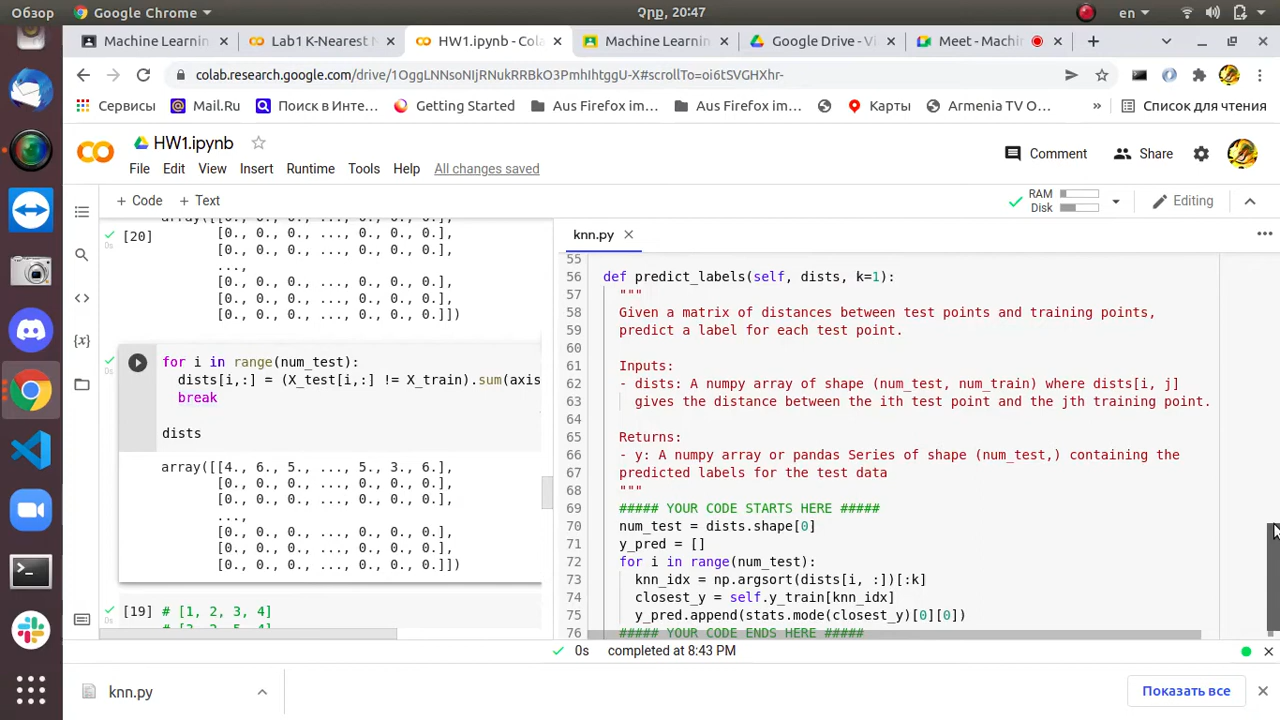 Обзор
Google Chrome
Չրք, 20:47
en
Machine Learnin
Lab1 K-Nearest N
HW1.ipynb - Cola
Machine Learnin
Google Drive - Vi
Meet - Machi
colab.research.google.com/drive/1OggLNNsoNIjRNukRRBkO3PmhIhtggU-X#scrollTo=oi6tSVGHXhr-
Сервисы
Mail.Ru
Поиск в Инте...
Getting Started
Aus Firefox im...
Aus Firefox im...
Карты
Armenia TV O...
»
Список для чтения
HW1.ipynb
Comment
Share
File Edit View Insert Runtime Tools Help All changes saved
+ Code + Text
RAM
Disk
Editing
[20]
array([[0., 0., 0., ..., 0., 0., 0.],
[0., 0., 0., ..., 0., 0., 0.],
[0., 0., 0., ..., 0., 0., 0.],
...,
[0., 0., 0., ..., 0., 0., 0.],
[0., 0., 0., ..., 0., 0., 0.],
[0., 0., 0., ..., 0., 0., 0.]])
0s
for i in range(num_test):
dists[i,:] = (X_test[i,:] != X_train).sum(axis
break
dists
array([[4., 6., 5., ..., 5., 3., 6.],
[0., 0., 0., ..., 0., 0., 0.],
[0., 0., 0., ..., 0., 0., 0.],
...,
[0., 0., 0., ..., 0., 0., 0.],
[0., 0., 0., ..., 0., 0., 0.],
[0., 0., 0., ..., 0., 0., 0.]])
[19] # [1, 2, 3, 4]
0s
knn.py
55
56 def predict_labels(self, dists, k=1):
57 """
58 Given a matrix of distances between test points and training points,
59 predict a label for each test point.
60
61 Inputs:
62 - dists: A numpy array of shape (num_test, num_train) where dists[i, j]
63 gives the distance between the ith test point and the jth training point.
64
65 Returns:
66 - y: A numpy array or pandas Series of shape (num_test,) containing the
67 predicted labels for the test data
68 """
69 ##### YOUR CODE STARTS HERE #####
70 num_test = dists.shape[0]
71 y_pred = []
72 for i in range(num_test):
73 knn_idx = np.argsort(dists[i, :])[:k]
74 closest_y = self.y_train[knn_idx]
75 y_pred.append(stats.mode(closest_y)[0][0])
76 ##### YOUR CODE ENDS HERE #####
0s completed at 8:43 PM
knn.py
Показать все